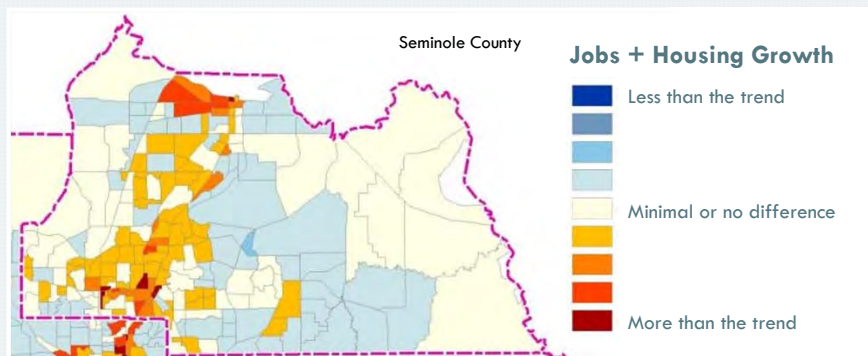 Seminole County
Jobs + Housing Growth
Less than the trend
Minimal or no difference
More than the trend